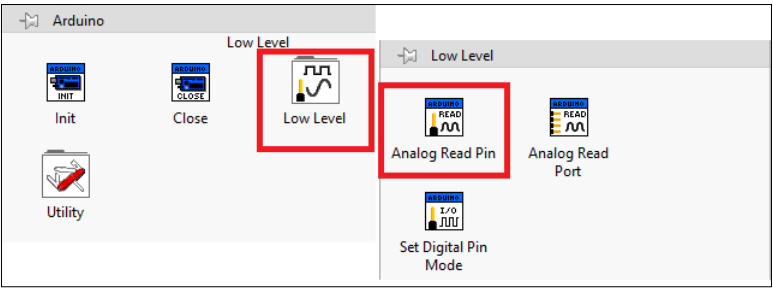 Arduino
Low Level
ARDUINO
INIT
Init
ARDUINO
CLOSE
Close
Low Level
Utility
Low Level
ARDUINO
READ
Analog Read Pin
ARDUINO
READ
Analog Read
Port
ARDUINO
I/O
Set Digital Pin
Mode